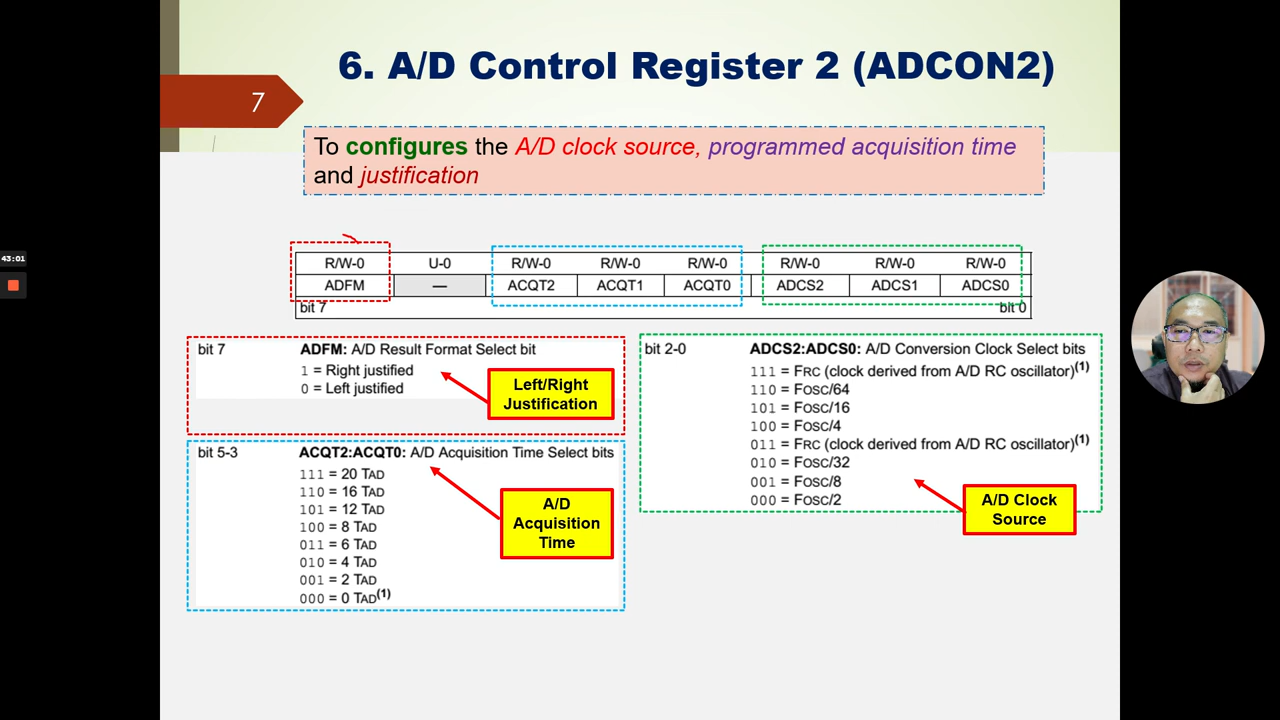 6. A/D Control Register 2 (ADCON2)
7
To configures the A/D clock source, programmed acquisition time
and justification
43:01
R/W-0 U-0 R/W-0 R/W-0 R/W-0 R/W-0 R/W-0 R/W-0
ADFM — ACQT2 ACQT1 ACQT0 ADCS2 ADCS1 ADCS0
bit 7 bit 0
bit 7 ADFM: A/D Result Format Select bit
1 = Right justified
0 = Left justified
Left/Right
Justification
bit 5-3 ACQT2:ACQT0: A/D Acquisition Time Select bits
111 = 20 TAD
110 = 16 TAD
101 = 12 TAD
100 = 8 TAD
011 = 6 TAD
010 = 4 TAD
001 = 2 TAD
000 = 0 TAD(1)
A/D
Acquisition
Time
bit 2-0 ADCS2:ADCS0: A/D Conversion Clock Select bits
111 = FRC (clock derived from A/D RC oscillator)(1)
110 = FOSC/64
101 = FOSC/16
100 = FOSC/4
011 = FRC (clock derived from A/D RC oscillator)(1)
010 = FOSC/32
001 = FOSC/8
000 = FOSC/2
A/D Clock
Source